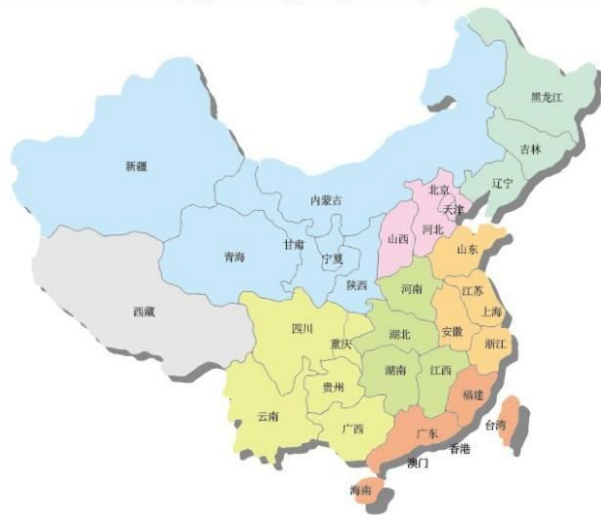 黑龙江
吉林
辽宁
新疆
内蒙古
北京
天津
河北
山西
甘肃
宁夏
青海
陕西
山东
西藏
河南
江苏
上海
安徽
四川
重庆
湖北
浙江
湖南
江西
贵州
福建
云南
广西
广东
台湾
香港
澳门
海南